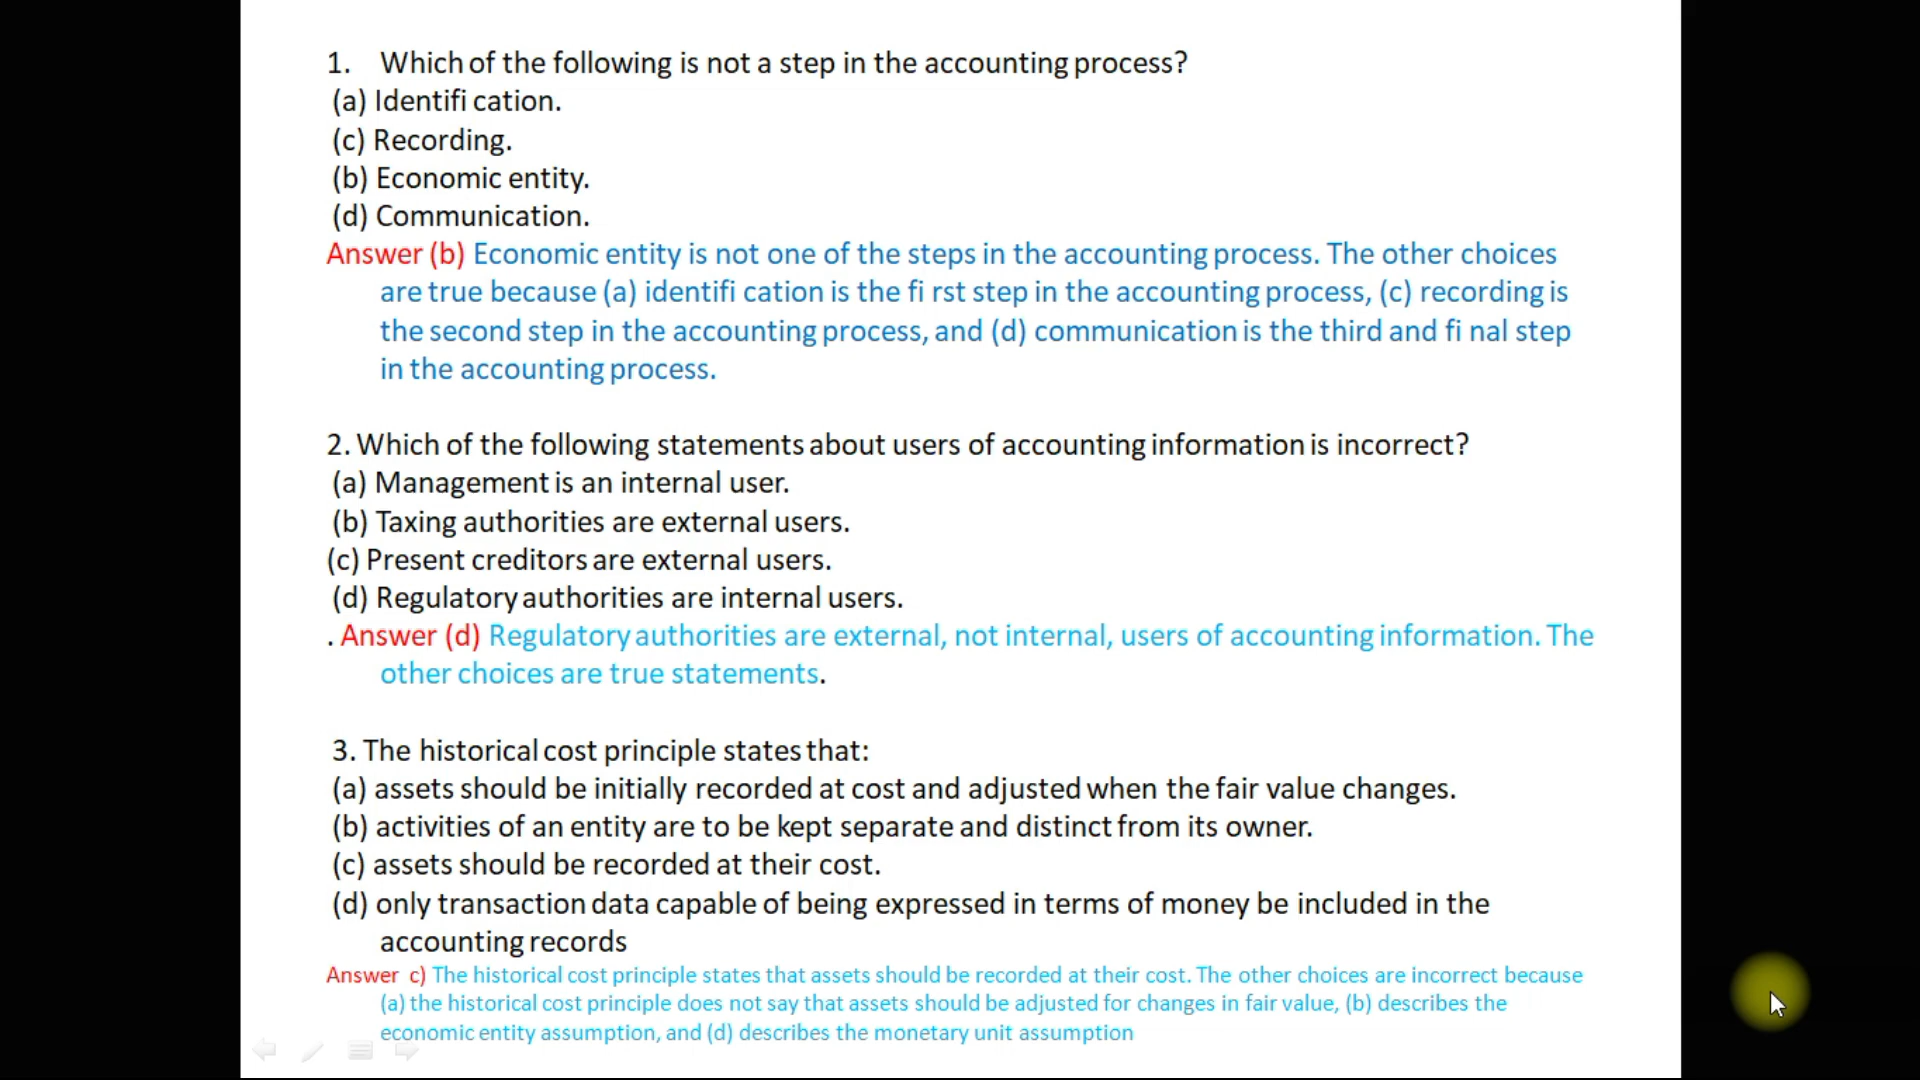 1. Which of the following is not a step in the accounting process?
(a) Identifi cation.
(c) Recording.
(b) Economic entity.
(d) Communication.
Answer (b) Economic entity is not one of the steps in the accounting process. The other choices
are true because (a) identifi cation is the fi rst step in the accounting process, (c) recording is
the second step in the accounting process, and (d) communication is the third and fi nal step
in the accounting process.
2. Which of the following statements about users of accounting information is incorrect?
(a) Management is an internal user.
(b) Taxing authorities are external users.
(c) Present creditors are external users.
(d) Regulatory authorities are internal users.
. Answer (d) Regulatory authorities are external, not internal, users of accounting information. The
other choices are true statements.
3. The historical cost principle states that:
(a) assets should be initially recorded at cost and adjusted when the fair value changes.
(b) activities of an entity are to be kept separate and distinct from its owner.
(c) assets should be recorded at their cost.
(d) only transaction data capable of being expressed in terms of money be included in the
accounting records
Answer c) The historical cost principle states that assets should be recorded at their cost. The other choices are incorrect because
(a) the historical cost principle does not say that assets should be adjusted for changes in fair value, (b) describes the
economic entity assumption, and (d) describes the monetary unit assumption